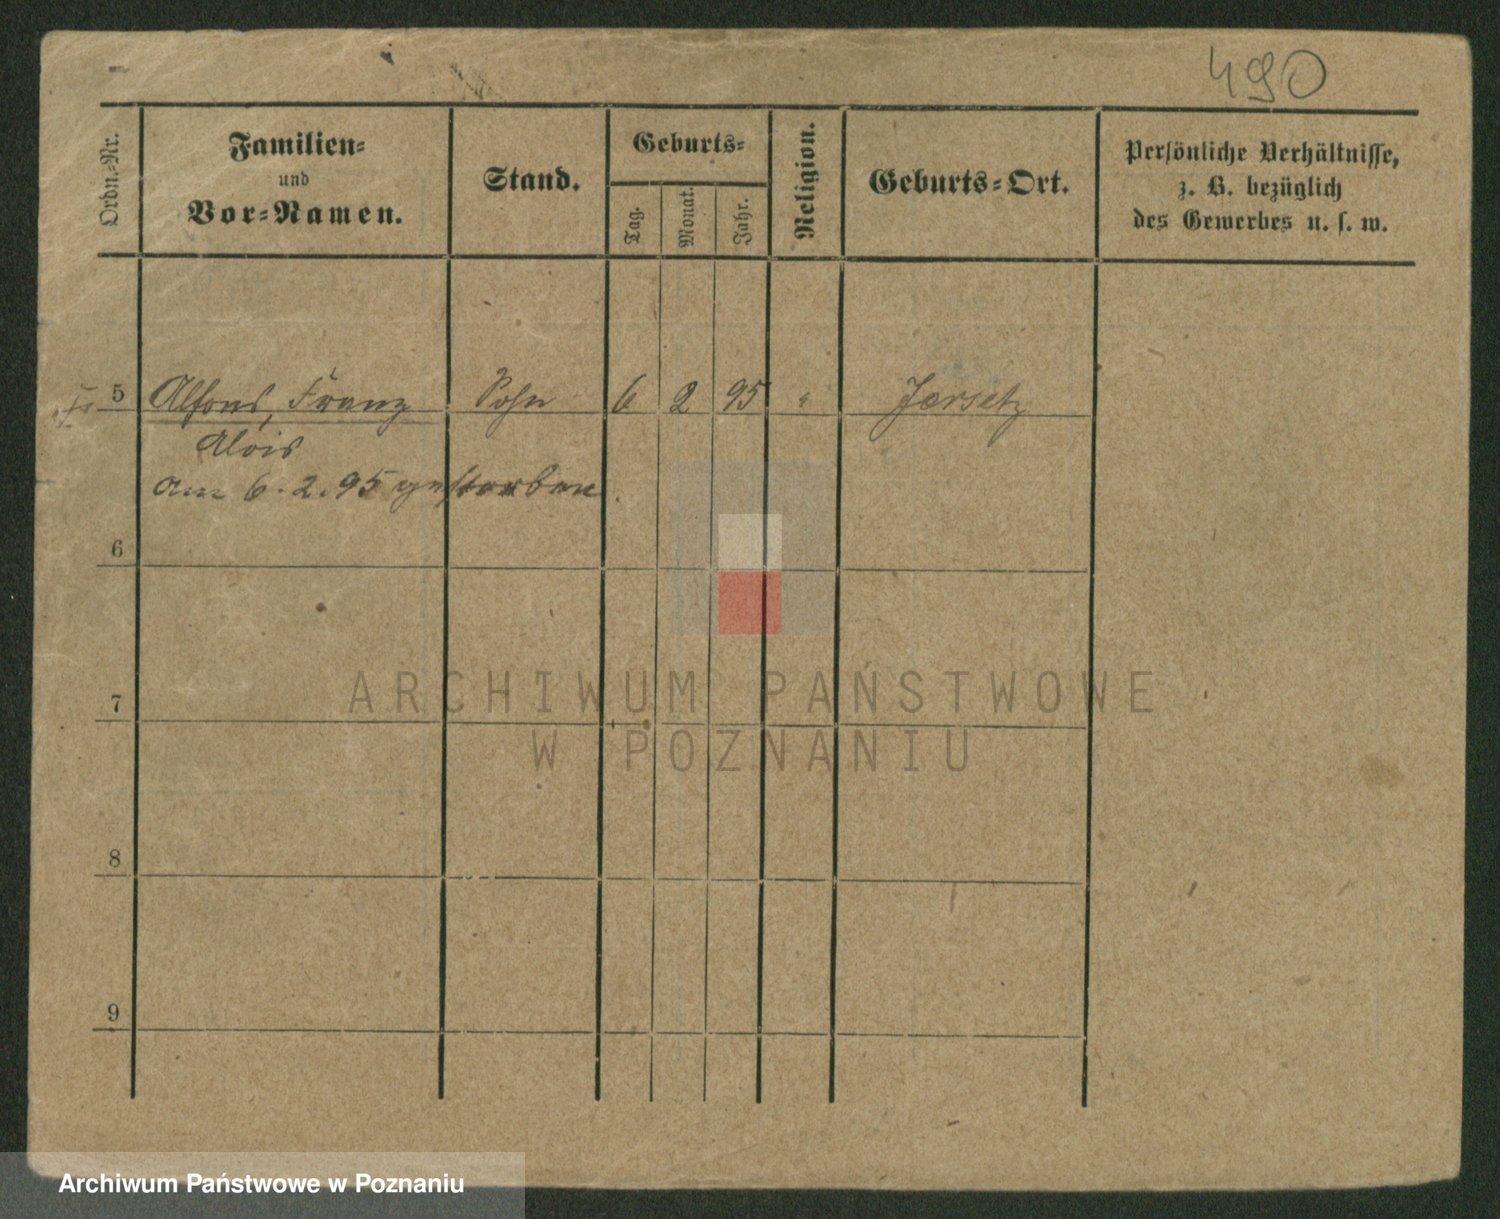 490
Ordn.-Nr.
Familien-
und
Vor-Namen.
Stand.
Geburts-
Tag.
Monat.
Jahr.
Religion.
Geburts-Ort.
Persönliche Verhältnisse,
z. B. bezüglich
des Gewerbes u. s. w.
5 Alfons, Franz Sohn 6 2 95 " Jersetz
Alois
am 6.2.95 gestorben.
6
7
8
9
ARCHIWUM PAŃSTWOWE
W POZNANIU
Archiwum Państwowe w Poznaniu